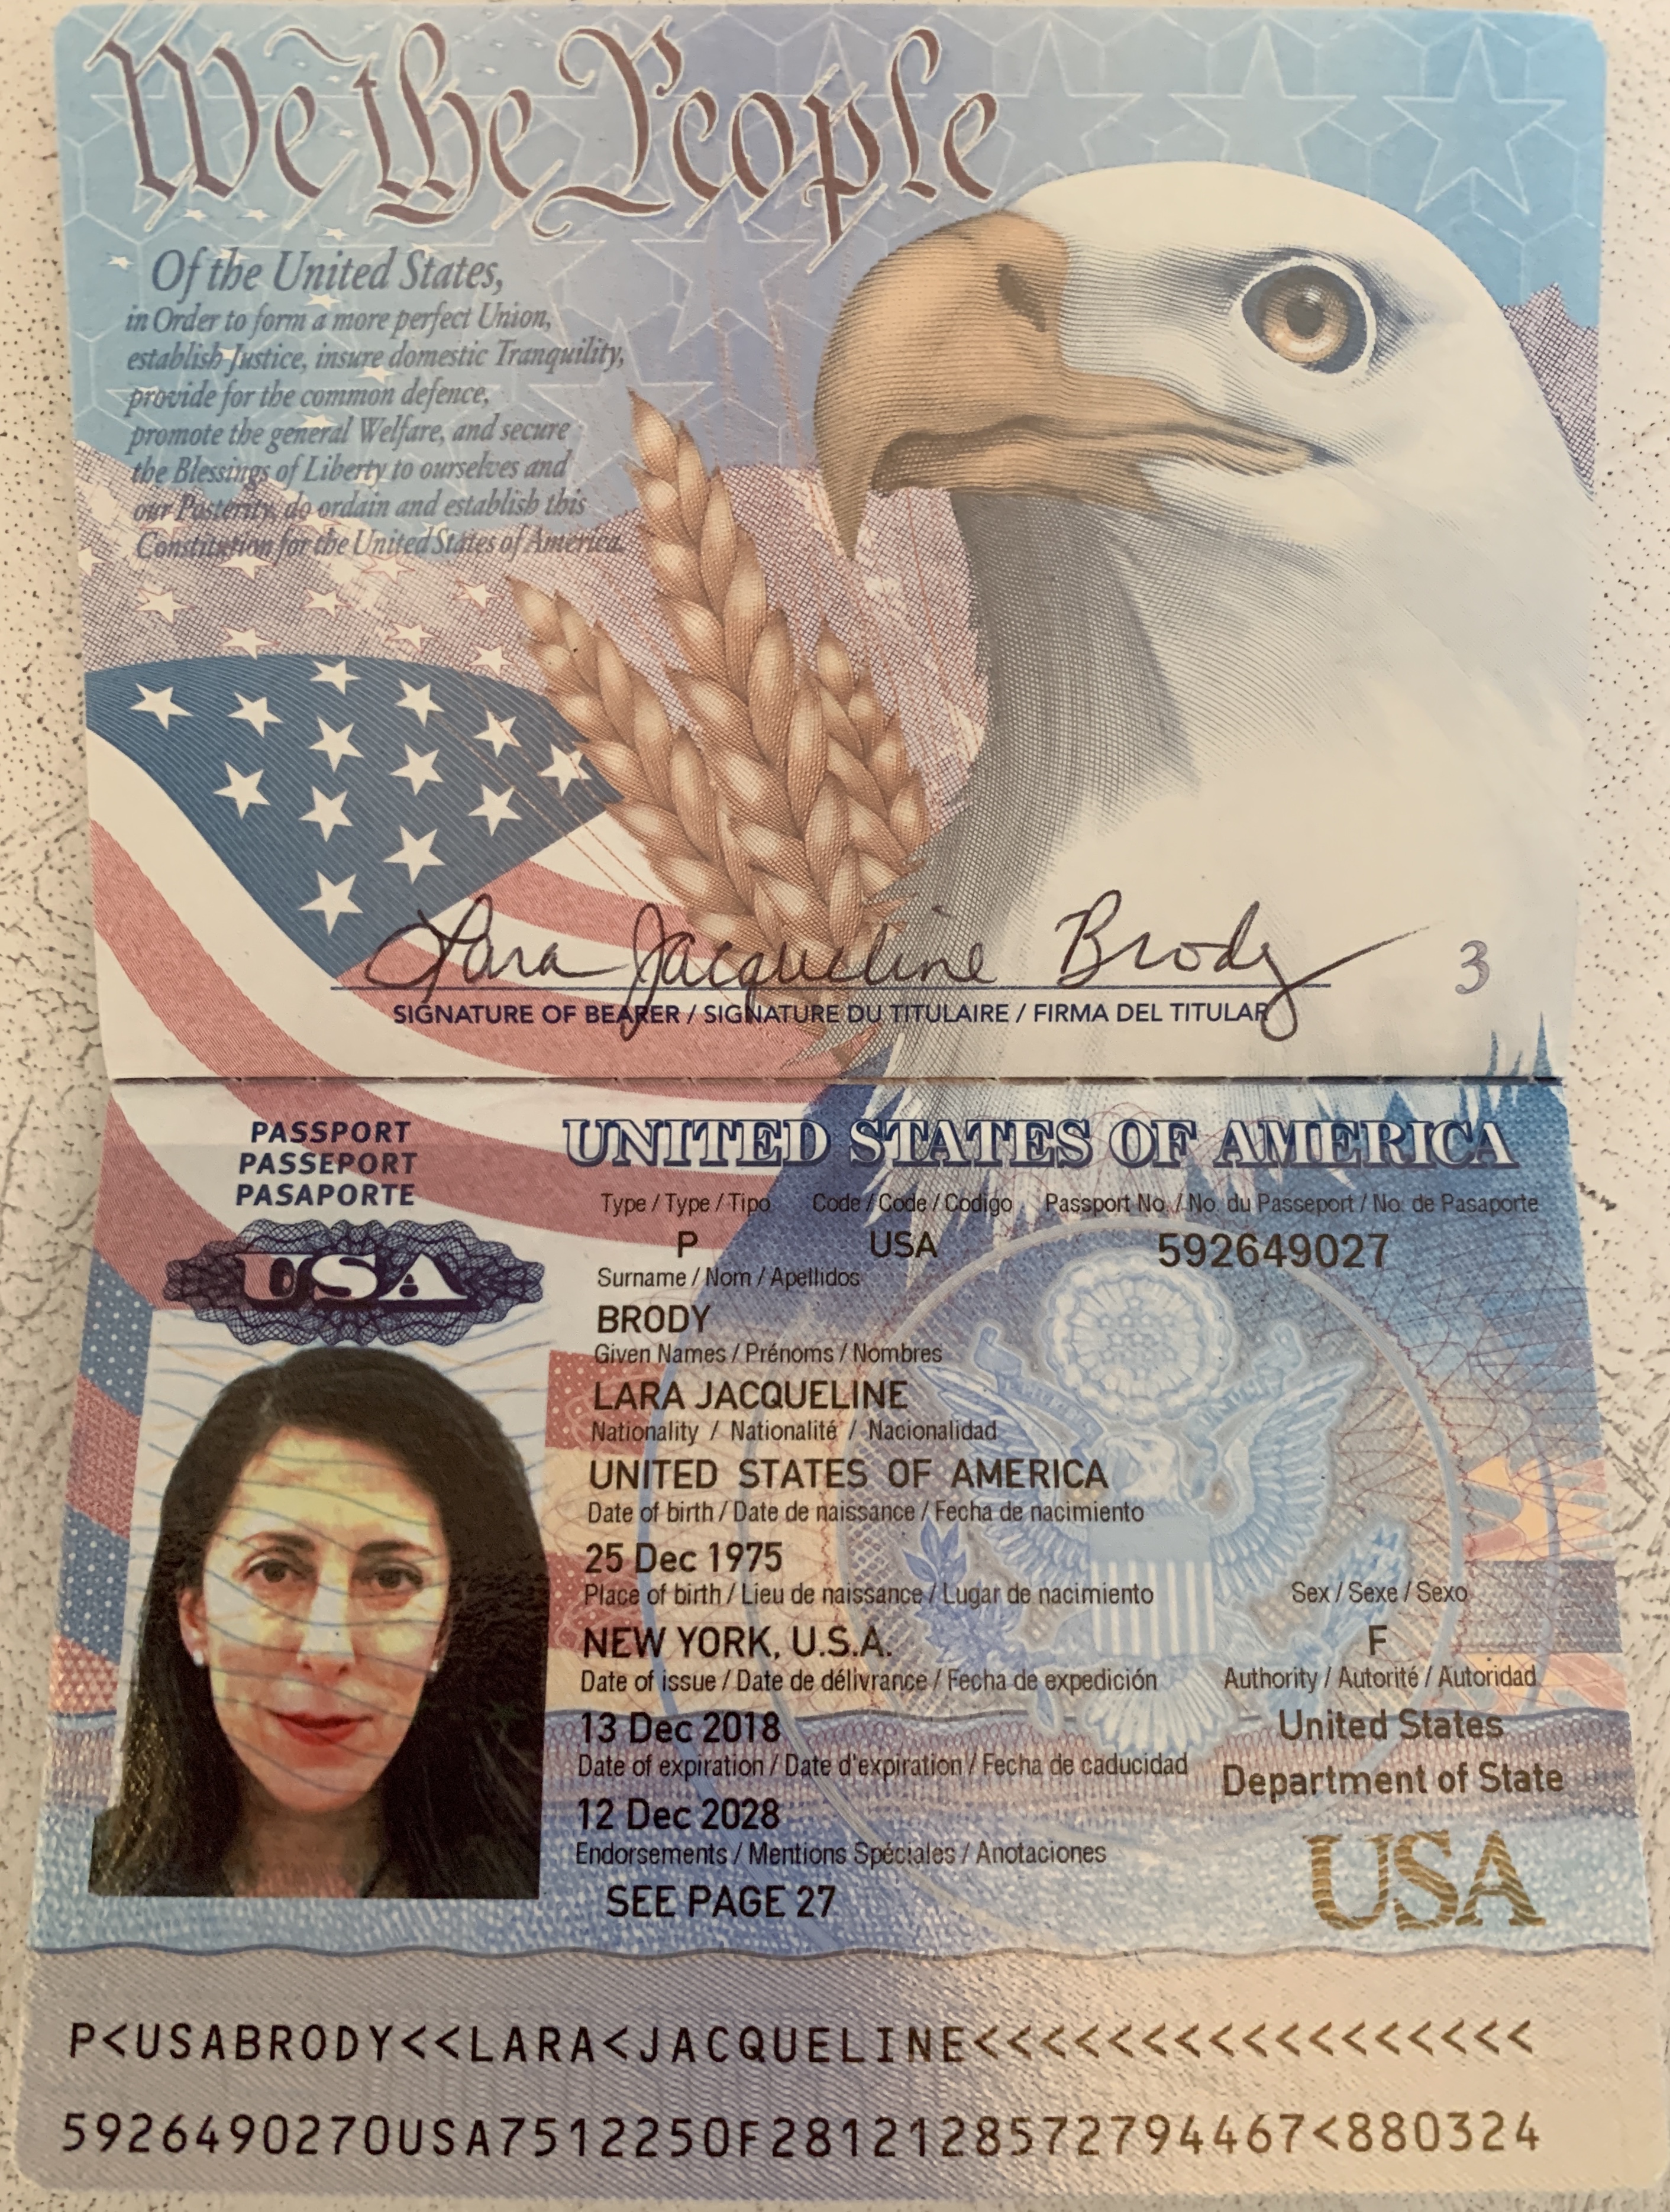 We the People
Of the United States,
in Order to form a more perfect Union,
establish Justice, insure domestic Tranquility,
provide for the common defence,
promote the general Welfare, and secure
the Blessings of Liberty to ourselves and
our Posterity, do ordain and establish this
Constitution for the United States of America.
Lara Jacqueline Brody
3
SIGNATURE OF BEARER / SIGNATURE DU TITULAIRE / FIRMA DEL TITULAR
PASSPORT
PASSEPORT
PASAPORTE
USA
UNITED STATES OF AMERICA
Type / Type / Tipo Code / Code / Codigo Passport No. / No. du Passeport / No. de Pasaporte
P USA 592649027
Surname / Nom / Apellidos
BRODY
Given Names / Prénoms / Nombres
LARA JACQUELINE
Nationality / Nationalité / Nacionalidad
UNITED STATES OF AMERICA
Date of birth / Date de naissance / Fecha de nacimiento
25 Dec 1975
Place of birth / Lieu de naissance / Lugar de nacimiento Sex / Sexe / Sexo
NEW YORK, U.S.A. F
Date of issue / Date de délivrance / Fecha de expedición Authority / Autorité / Autoridad
13 Dec 2018 United States
Date of expiration / Date d'expiration / Fecha de caducidad Department of State
12 Dec 2028
Endorsements / Mentions Spéciales / Anotaciones
SEE PAGE 27
USA
P<USABRODY<<LARA<JACQUELINE<<<<<<<<<<<<<<<<<
5926490270USA7512250F2812128572794467<880324